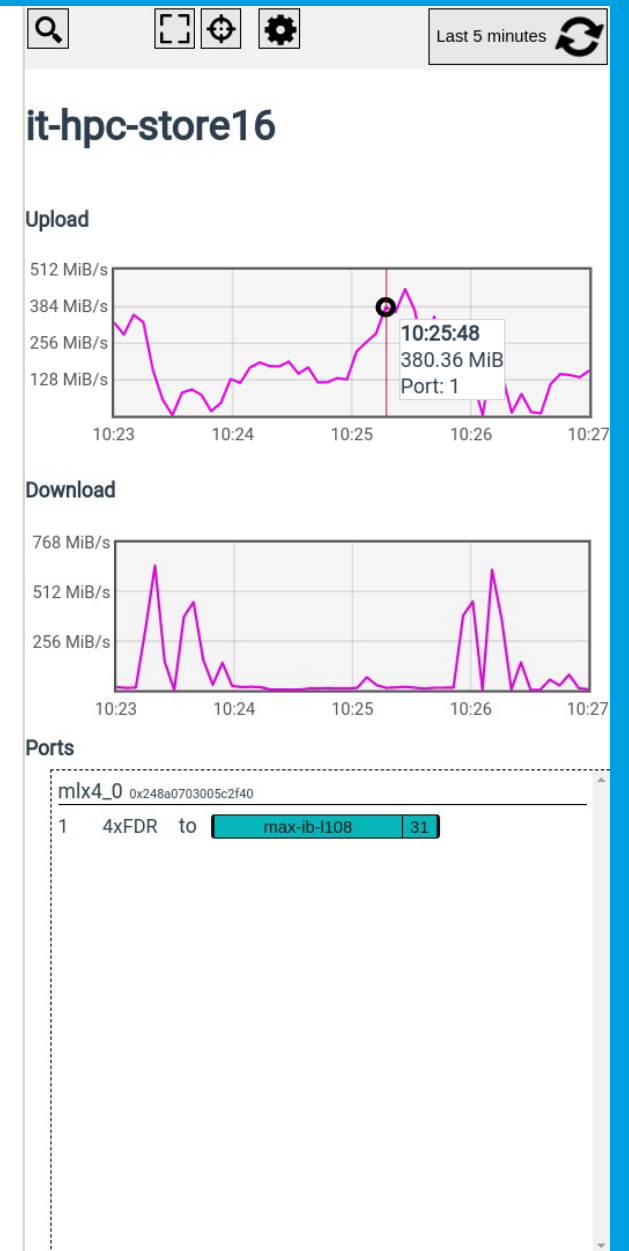 Last 5 minutes
it-hpc-store16
Upload
512 MiB/s
384 MiB/s
256 MiB/s
128 MiB/s
10:25:48
380.36 MiB
Port: 1
10:23 10:24 10:25 10:26 10:27
Download
768 MiB/s
512 MiB/s
256 MiB/s
10:23 10:24 10:25 10:26 10:27
Ports
mlx4_0 0x248a0703005c2f40
1 4xFDR to max-ib-l108 31